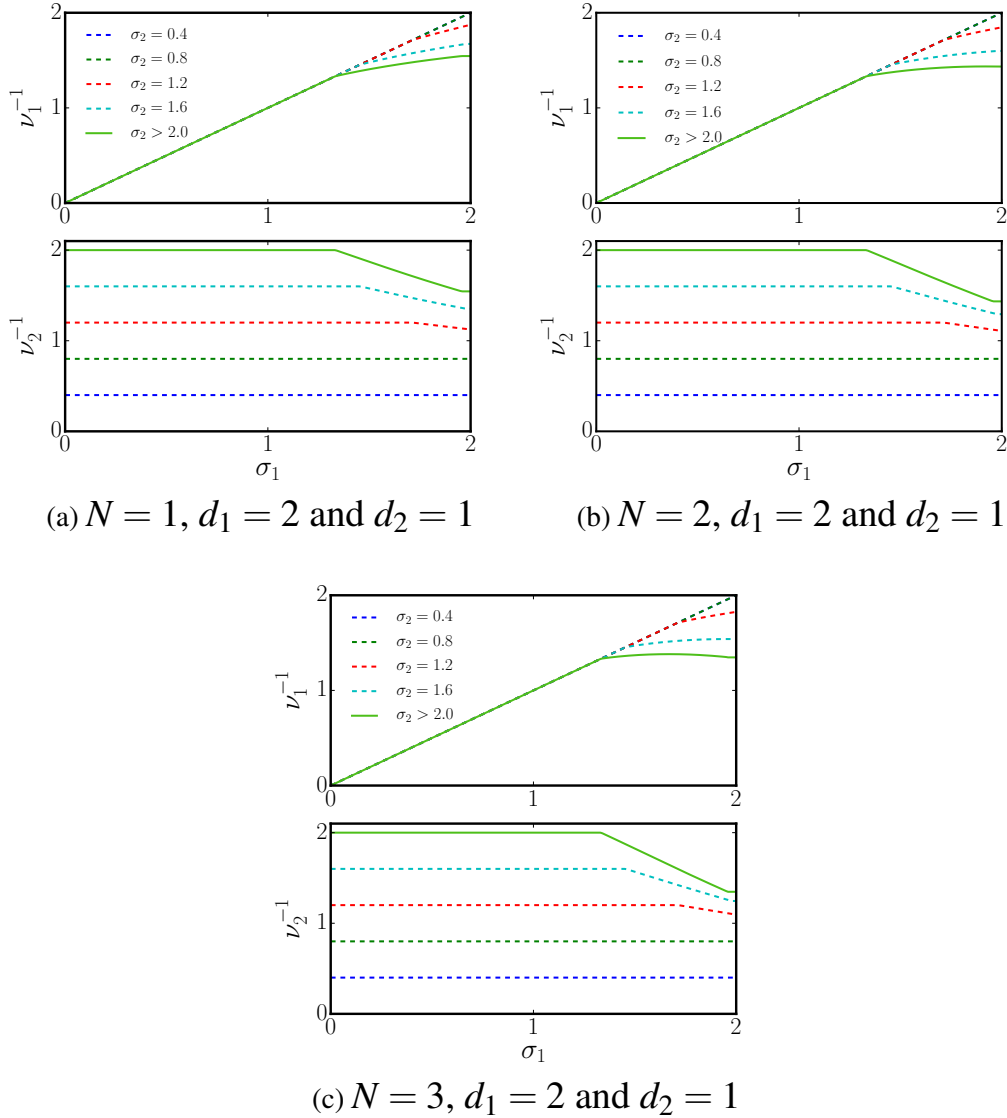 2
1
0
ν₁⁻¹
σ₂ = 0.4
σ₂ = 0.8
σ₂ = 1.2
σ₂ = 1.6
σ₂ > 2.0
0 1 2
2
1
0
ν₂⁻¹
0 1 2
σ₁
(a) N = 1, d₁ = 2 and d₂ = 1
2
1
0
ν₁⁻¹
σ₂ = 0.4
σ₂ = 0.8
σ₂ = 1.2
σ₂ = 1.6
σ₂ > 2.0
0 1 2
2
1
0
ν₂⁻¹
0 1 2
σ₁
(b) N = 2, d₁ = 2 and d₂ = 1
2
1
0
ν₁⁻¹
σ₂ = 0.4
σ₂ = 0.8
σ₂ = 1.2
σ₂ = 1.6
σ₂ > 2.0
0 1 2
2
1
0
ν₂⁻¹
0 1 2
σ₁
(c) N = 3, d₁ = 2 and d₂ = 1